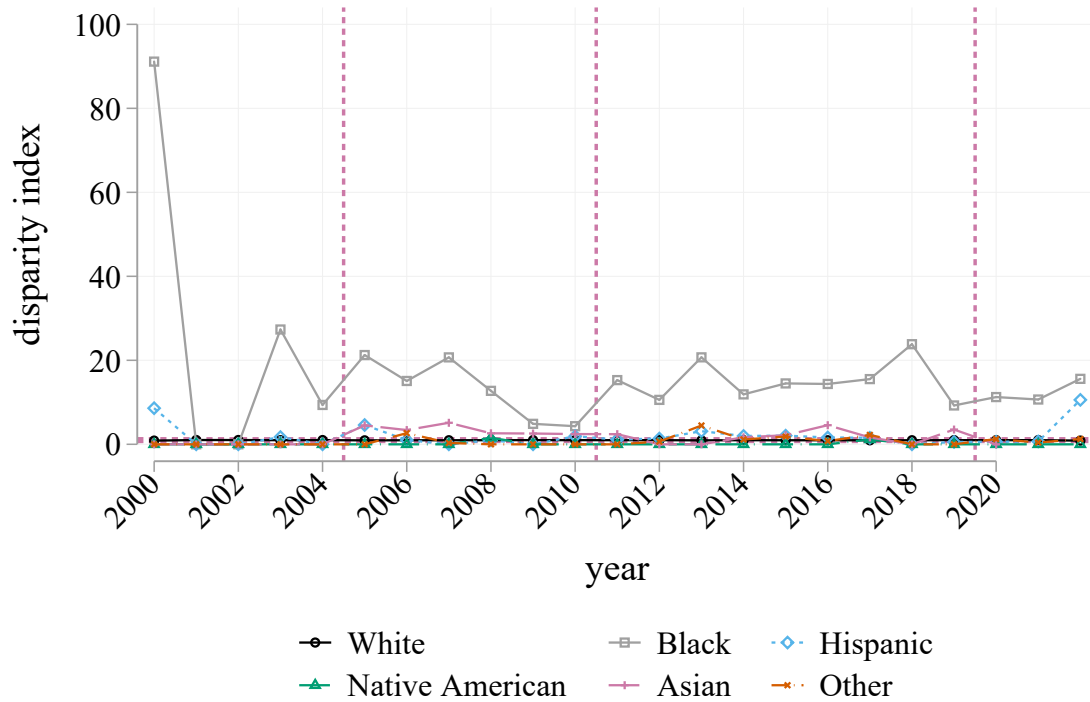 100
80
60
40
20
0
disparity index
2000 2002 2004 2006 2008 2010 2012 2014 2016 2018 2020
year
White Black Hispanic
Native American Asian Other